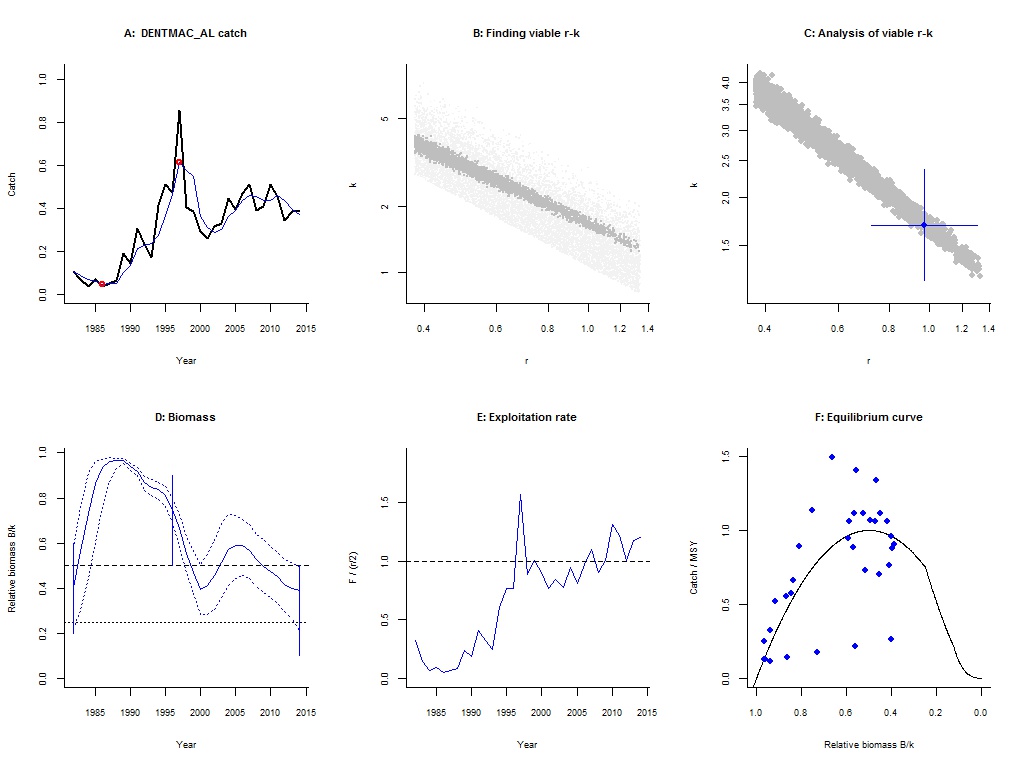 A: DENTMAC_AL catch
Catch
0.0 0.2 0.4 0.6 0.8 1.0
1985 1990 1995 2000 2005 2010 2015
Year
B: Finding viable r-k
k
1 2 5
0.4 0.6 0.8 1.0 1.2 1.4
r
C: Analysis of viable r-k
k
1.5 2.0 2.5 3.0 3.5 4.0
0.4 0.6 0.8 1.0 1.2 1.4
r
D: Biomass
Relative biomass B/k
0.0 0.2 0.4 0.6 0.8 1.0
1985 1990 1995 2000 2005 2010 2015
Year
E: Exploitation rate
F / (r/2)
0.0 0.5 1.0 1.5
1985 1990 1995 2000 2005 2010 2015
Year
F: Equilibrium curve
Catch / MSY
0.0 0.5 1.0 1.5
1.0 0.8 0.6 0.4 0.2 0.0
Relative biomass B/k